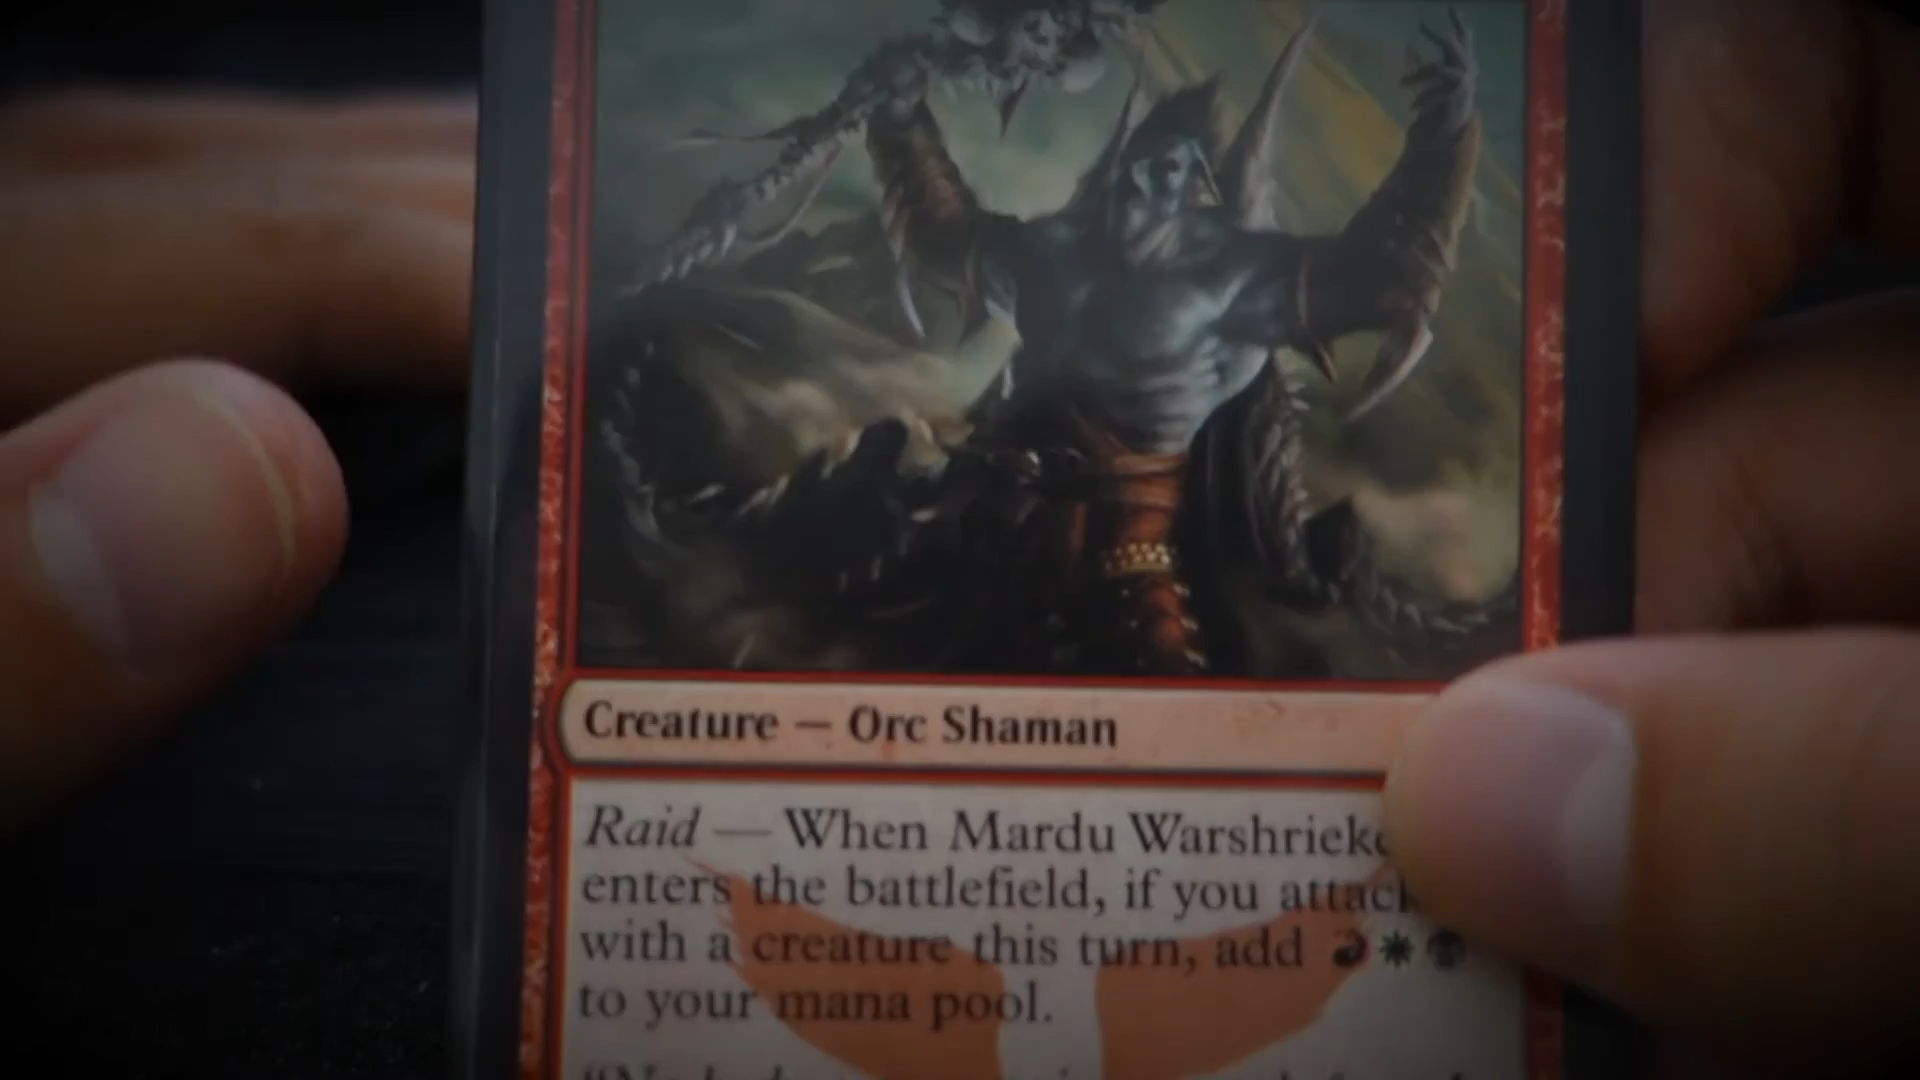 Creature — Orc Shaman
Raid — When Mardu Warshrieke
enters the battlefield, if you attack
with a creature this turn, add
to your mana pool.